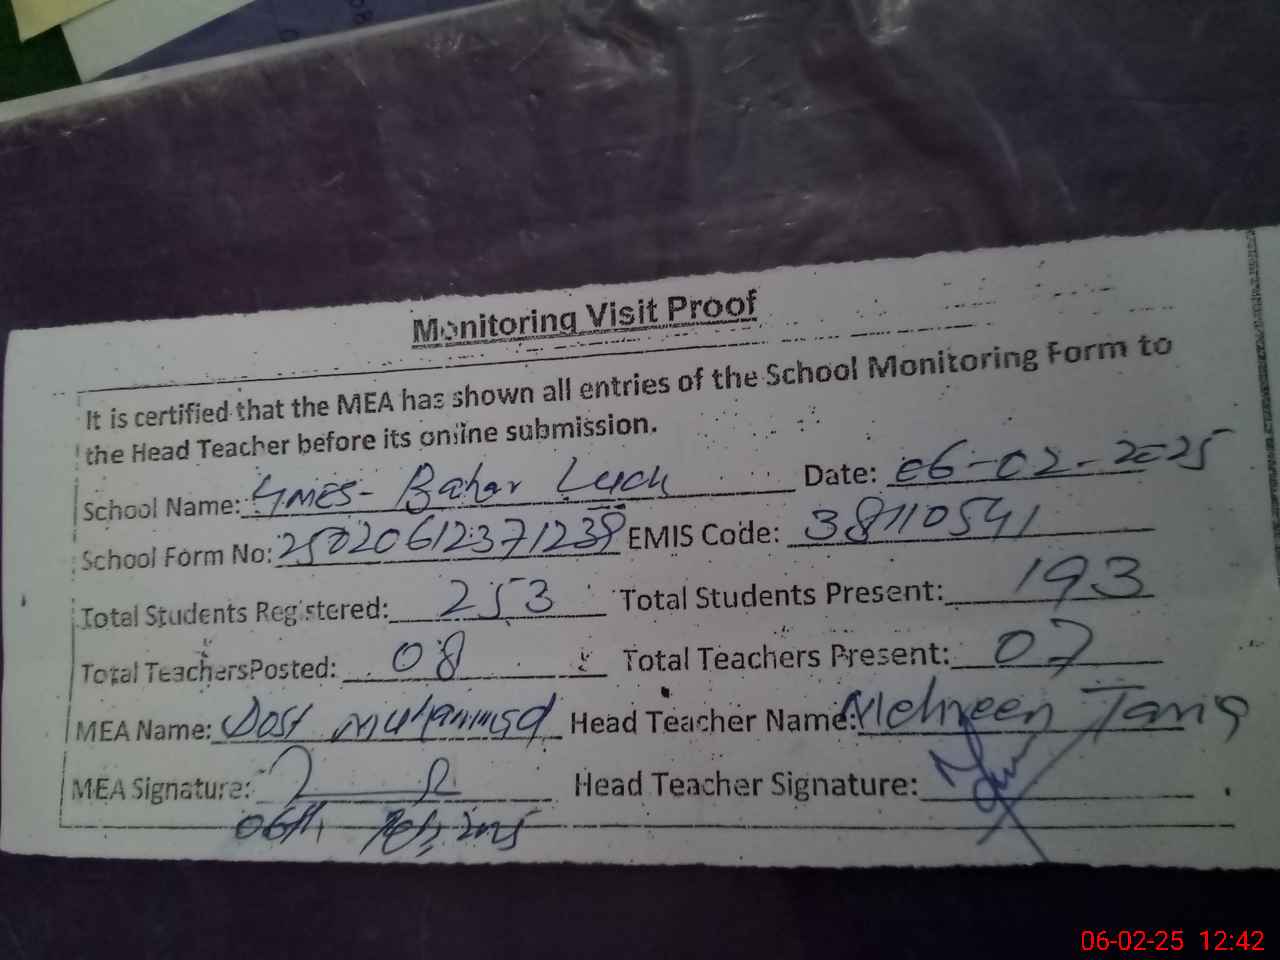 Monitoring Visit Proof
It is certified that the MEA has shown all entries of the School Monitoring Form to
the Head Teacher before its online submission.
School Name: GMES- Bahar Luck Date: 06-02-2025
School Form No: 25020612371238 EMIS Code: 38110541
Total Students Registered: 253 Total Students Present: 193
Total TeachersPosted: 08 Total Teachers Present: 07
MEA Name: Dost Muhammad Head Teacher Name: Mehreen Tariq
MEA Signature: Head Teacher Signature:
06th
06-02-25 12:42